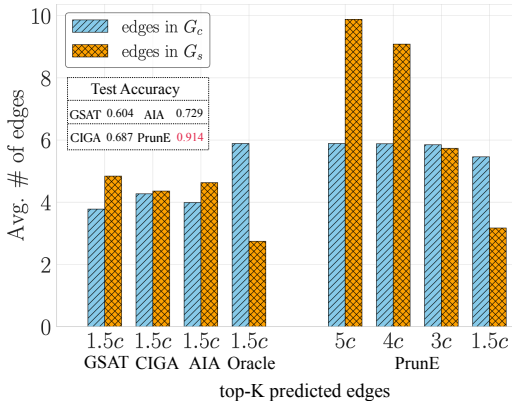 edges in G_c
edges in G_s
Test Accuracy
GSAT 0.604 AIA 0.729
CIGA 0.687 PrunE 0.914
Avg. # of edges
10
8
6
4
2
0
1.5c 1.5c 1.5c 1.5c 5c 4c 3c 1.5c
GSAT CIGA AIA Oracle PrunE
top-K predicted edges